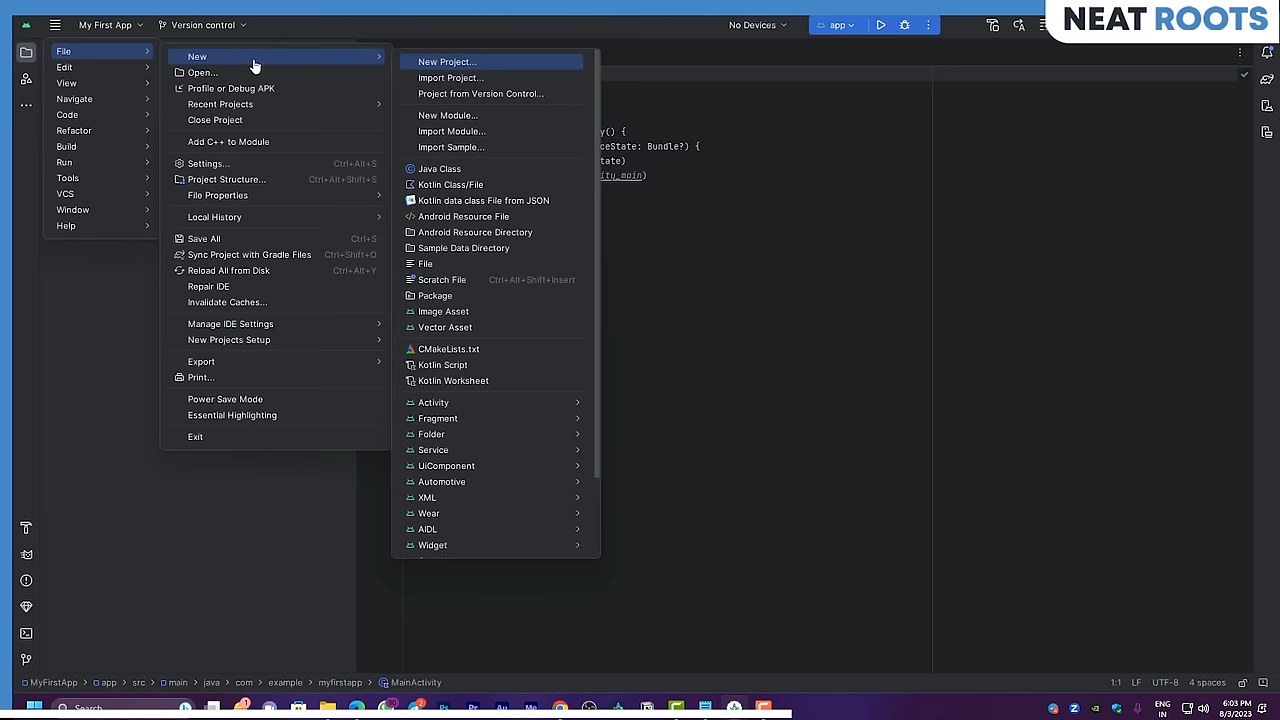 My First App
Version control
No Devices
app
NEAT ROOTS
File
Edit
View
Navigate
Code
Refactor
Build
Run
Tools
VCS
Window
Help
New
Open...
Profile or Debug APK
Recent Projects
Close Project
Add C++ to Module
Settings... Ctrl+Alt+S
Project Structure... Ctrl+Alt+Shift+S
File Properties
Local History
Save All Ctrl+S
Sync Project with Gradle Files Ctrl+Shift+O
Reload All from Disk Ctrl+Alt+Y
Repair IDE
Invalidate Caches...
Manage IDE Settings
New Projects Setup
Export
Print...
Power Save Mode
Essential Highlighting
Exit
New Project...
Import Project...
Project from Version Control...
New Module...
Import Module...
Import Sample...
Java Class
Kotlin Class/File
Kotlin data class File from JSON
Android Resource File
Android Resource Directory
Sample Data Directory
File
Scratch File Ctrl+Alt+Shift+Insert
Package
Image Asset
Vector Asset
CMakeLists.txt
Kotlin Script
Kotlin Worksheet
Activity
Fragment
Folder
Service
UiComponent
Automotive
XML
Wear
AIDL
Widget
y() {
ceState: Bundle?) {
tate)
ity_main)
MyFirstApp app src main java com example myfirstapp MainActivity
1:1 LF UTF-8 4 spaces
Search
ENG
IN
6:03 PM
8/3/2023